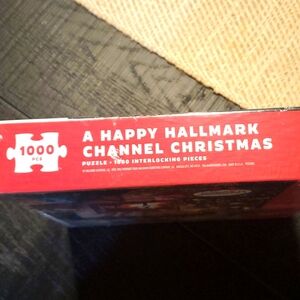 1000
PCS
A HAPPY HALLMARK
CHANNEL CHRISTMAS
PUZZLE • 1000 INTERLOCKING PIECES